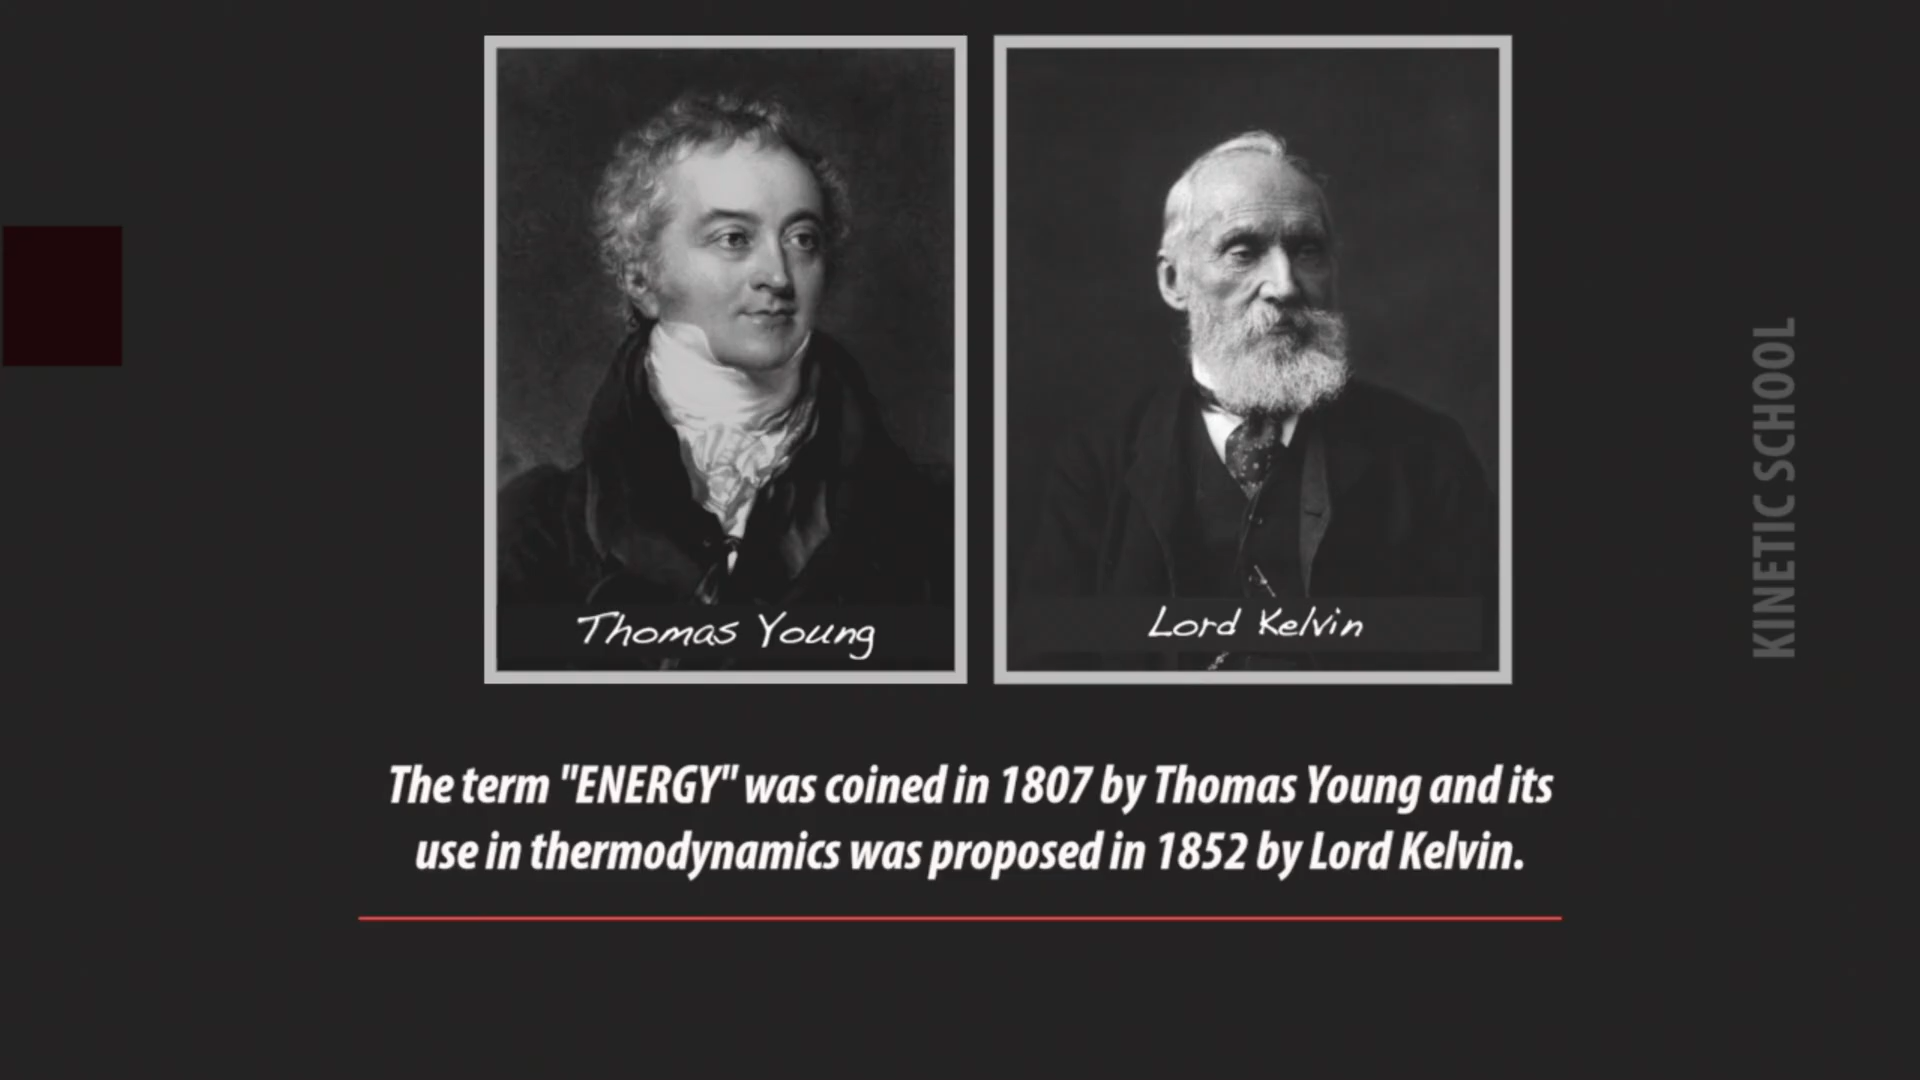 Thomas Young
Lord Kelvin
KINETIC SCHOOL
The term "ENERGY" was coined in 1807 by Thomas Young and its
use in thermodynamics was proposed in 1852 by Lord Kelvin.